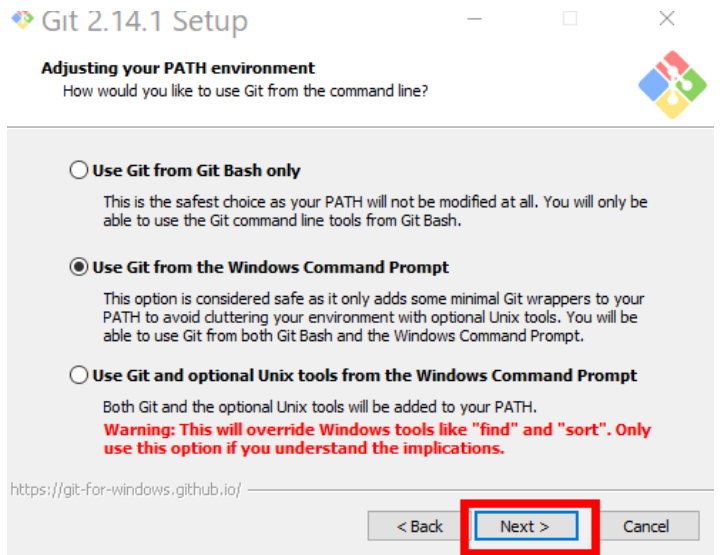 Git 2.14.1 Setup
Adjusting your PATH environment
How would you like to use Git from the command line?
Use Git from Git Bash only
This is the safest choice as your PATH will not be modified at all. You will only be
able to use the Git command line tools from Git Bash.
Use Git from the Windows Command Prompt
This option is considered safe as it only adds some minimal Git wrappers to your
PATH to avoid cluttering your environment with optional Unix tools. You will be
able to use Git from both Git Bash and the Windows Command Prompt.
Use Git and optional Unix tools from the Windows Command Prompt
Both Git and the optional Unix tools will be added to your PATH.
Warning: This will override Windows tools like "find" and "sort". Only
use this option if you understand the implications.
https://git-for-windows.github.io/
< Back Next > Cancel